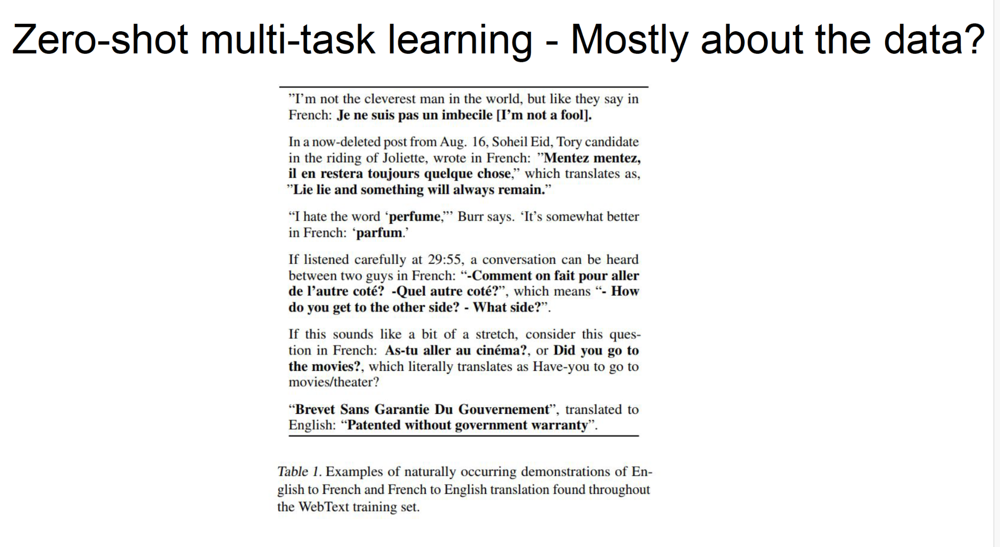 Zero-shot multi-task learning - Mostly about the data?
”I’m not the cleverest man in the world, but like they say in
French: Je ne suis pas un imbecile [I’m not a fool].
In a now-deleted post from Aug. 16, Soheil Eid, Tory candidate
in the riding of Joliette, wrote in French: ”Mentez mentez,
il en restera toujours quelque chose,” which translates as,
”Lie lie and something will always remain.”
“I hate the word ‘perfume,”’ Burr says. ‘It’s somewhat better
in French: ‘parfum.’
If listened carefully at 29:55, a conversation can be heard
between two guys in French: “-Comment on fait pour aller
de l’autre coté? -Quel autre coté?”, which means “- How
do you get to the other side? - What side?”.
If this sounds like a bit of a stretch, consider this ques-
tion in French: As-tu aller au cinéma?, or Did you go to
the movies?, which literally translates as Have-you to go to
movies/theater?
“Brevet Sans Garantie Du Gouvernement”, translated to
English: “Patented without government warranty”.
Table 1. Examples of naturally occurring demonstrations of En-
glish to French and French to English translation found throughout
the WebText training set.